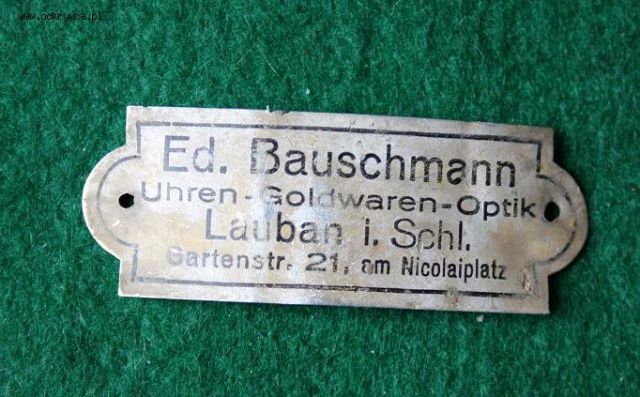 www.odkrywca.pl
Ed. Bauschmann
Uhren-Goldwaren-Optik
Lauban i. Schl.
Gartenstr. 21, am Nicolaiplatz